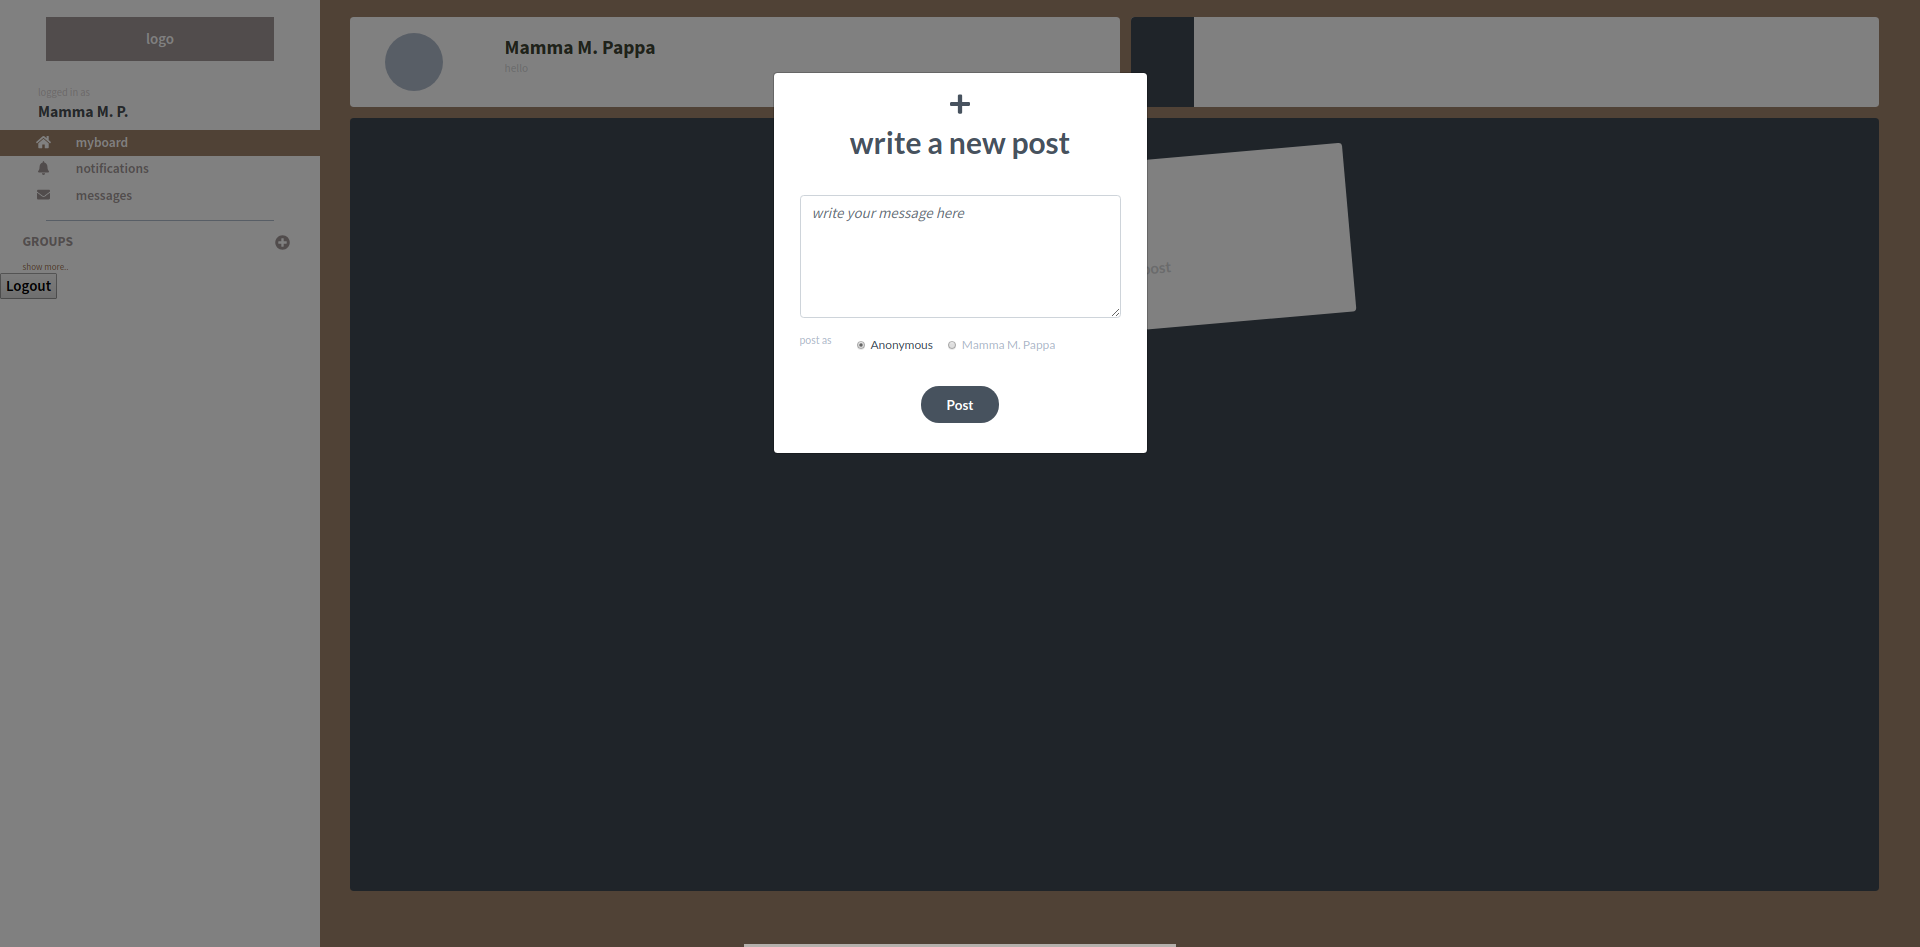 logo
logged in as
Mamma M. P.
myboard
notifications
messages
GROUPS
show more..
Logout
Mamma M. Pappa
hello
write a new post
write your message here
post as
Anonymous
Mamma M. Pappa
Post
post